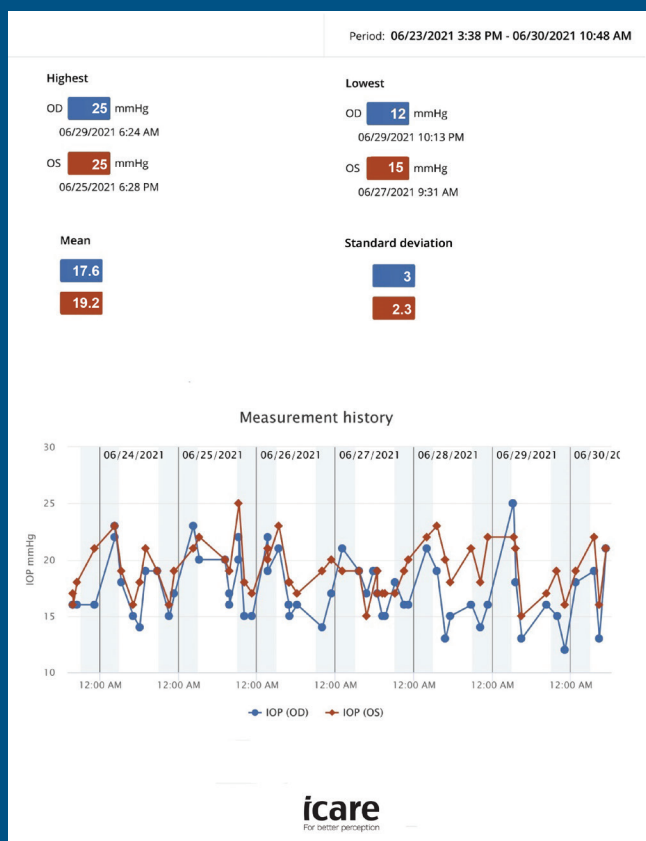 Period: 06/23/2021 3:38 PM - 06/30/2021 10:48 AM
Highest
OD 25 mmHg
06/29/2021 6:24 AM
OS 25 mmHg
06/25/2021 6:28 PM
Lowest
OD 12 mmHg
06/29/2021 10:13 PM
OS 15 mmHg
06/27/2021 9:31 AM
Mean
17.6
19.2
Standard deviation
3
2.3
Measurement history
30
25
20
15
10
IOP mmHg
06/24/2021 06/25/2021 06/26/2021 06/27/2021 06/28/2021 06/29/2021 06/30/20
12:00 AM 12:00 AM 12:00 AM 12:00 AM 12:00 AM 12:00 AM 12:00 AM
IOP (OD) IOP (OS)
icare
For better perception